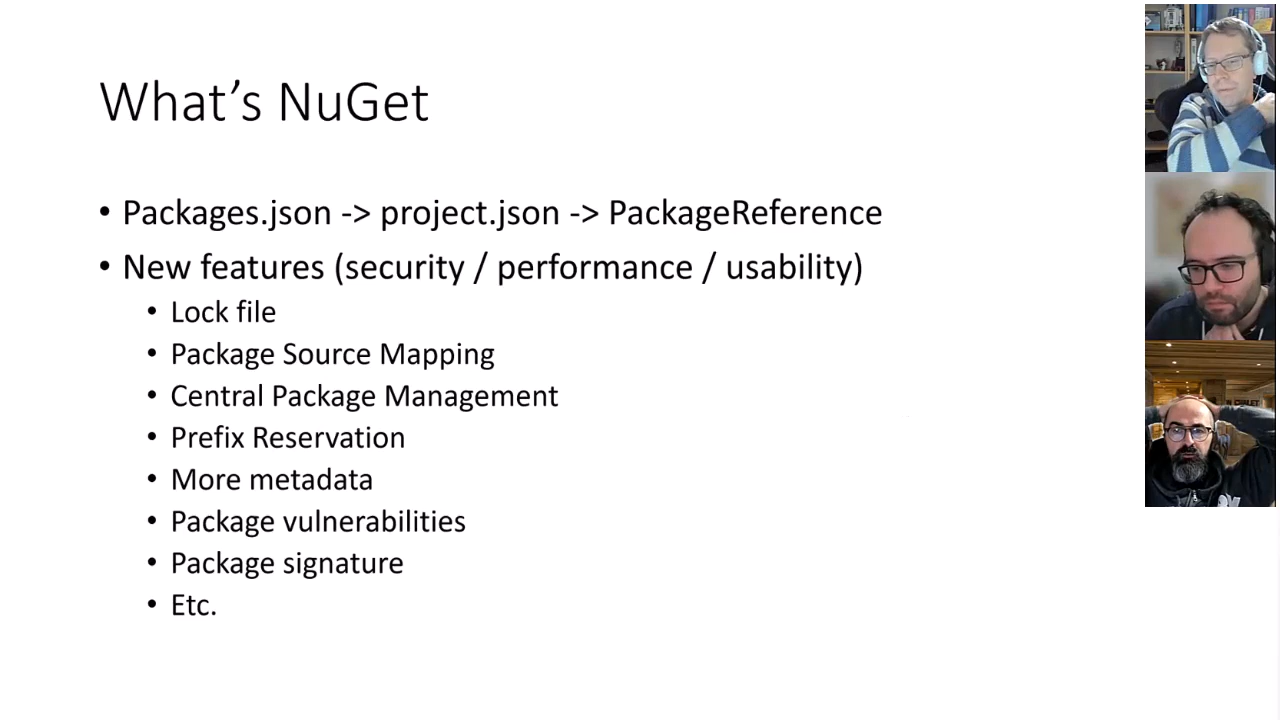 What's NuGet
• Packages.json -> project.json -> PackageReference
• New features (security / performance / usability)
• Lock file
• Package Source Mapping
• Central Package Management
• Prefix Reservation
• More metadata
• Package vulnerabilities
• Package signature
• Etc.
CHALET